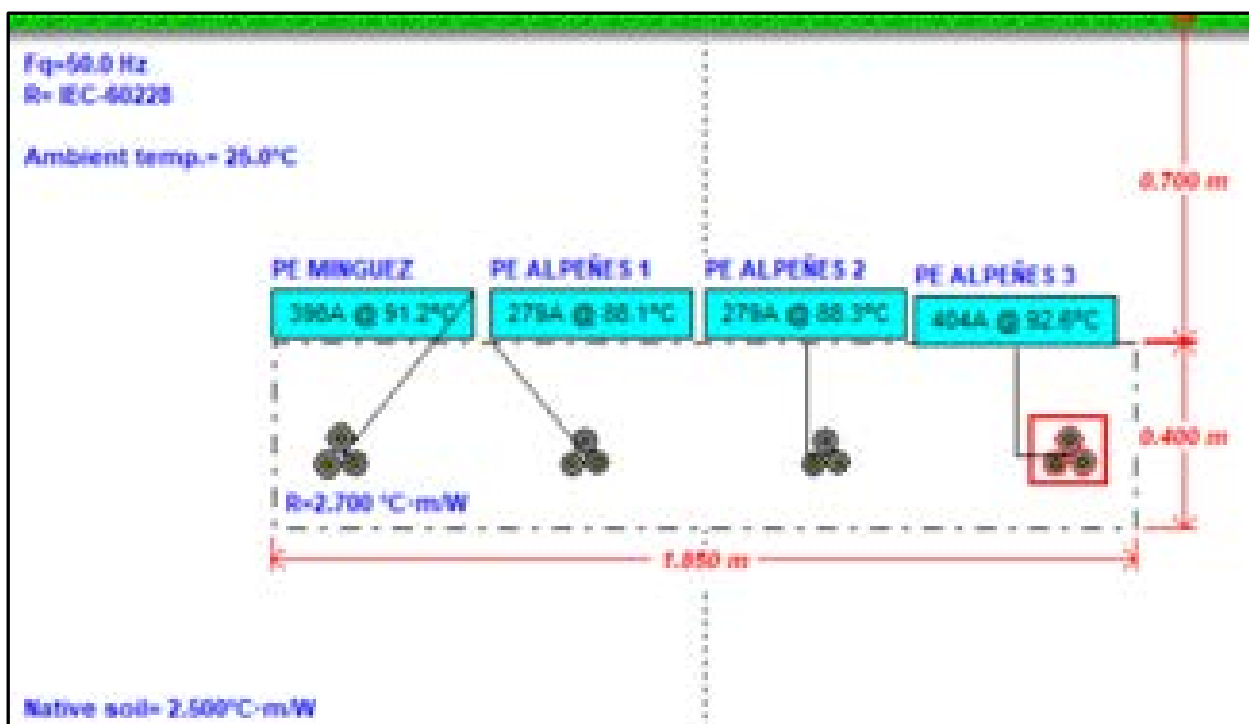 Fq=50.0 Hz
R= IEC-60228
Ambient temp.= 25.0°C
0.700 m
PE MINGUEZ
PE ALPEÑES 1
PE ALPEÑES 2
PE ALPEÑES 3
@ 91.2°C
279A @ 88.1°C
279A @ 88.3°C
404A @ 92.6°C
0.400 m
R=2.700 °C·m/W
1.850 m
Native soil= 2.500°C·m/W